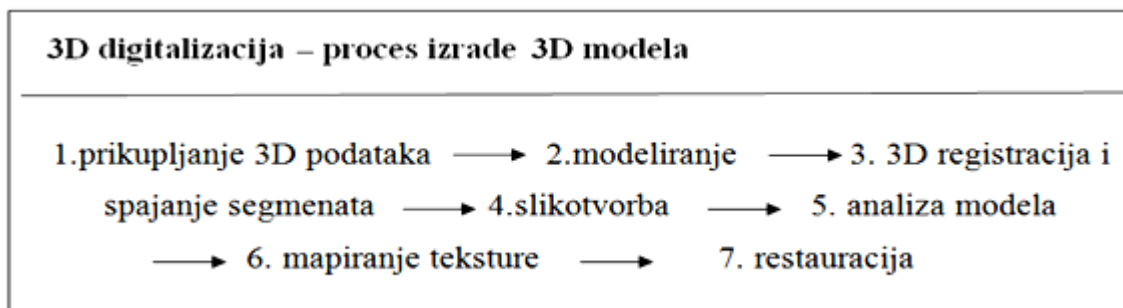 3D digitalizacija – proces izrade 3D modela
1.prikupljanje 3D podataka → 2.modeliranje → 3. 3D registracija i
spajanje segmenata → 4.slikotvorba → 5. analiza modela
→ 6. mapiranje teksture → 7. restauracija